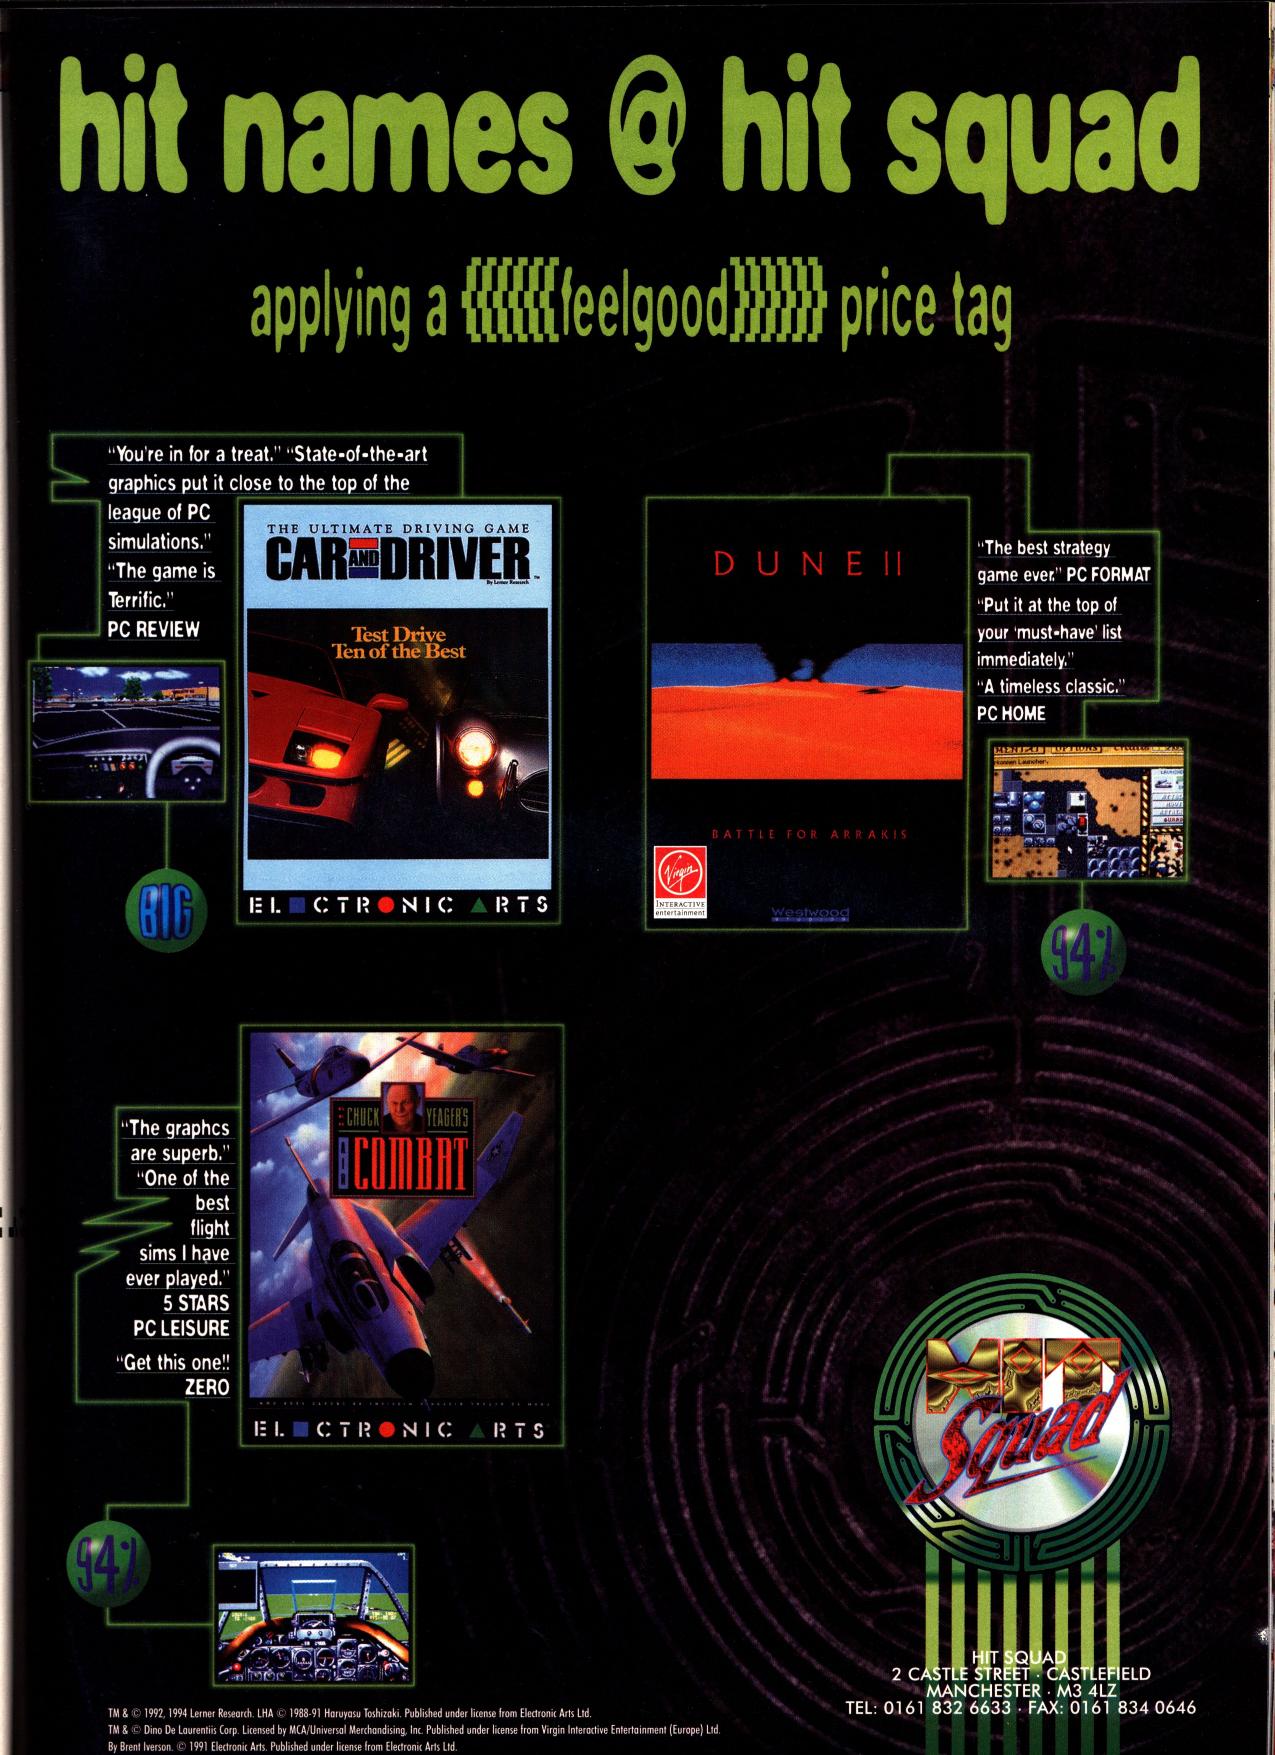 hit names @ hit squad
applying a {{{{{{feelgood}}}}}} price tag
"You're in for a treat." "State-of-the-art
graphics put it close to the top of the
league of PC
simulations."
"The game is
Terrific."
PC REVIEW
THE ULTIMATE DRIVING GAME
CAR AND DRIVER
By Lerner Research
™
Test Drive
Ten of the Best
ELECTRONIC ARTS
BIG
DUNE II
BATTLE FOR ARRAKIS
Virgin
INTERACTIVE
entertainment
Westwood
STUDIOS
"The best strategy
game ever." PC FORMAT
"Put it at the top of
your 'must-have' list
immediately."
"A timeless classic."
PC HOME
MENTAT OPTIONS
94%
"The graphcs
are superb."
"One of the
best
flight
sims I have
ever played."
5 STARS
PC LEISURE
"Get this one!!
ZERO
CHUCK YEAGER'S
AIR COMBAT
ELECTRONIC ARTS
94%
HIT
Squad
HIT SQUAD
2 CASTLE STREET · CASTLEFIELD
MANCHESTER · M3 4LZ
TEL: 0161 832 6633 · FAX: 0161 834 0646
TM & © 1992, 1994 Lerner Research. LHA © 1988-91 Haruyasu Toshizaki. Published under license from Electronic Arts Ltd.
TM & © Dino De Laurentiis Corp. Licensed by MCA/Universal Merchandising, Inc. Published under license from Virgin Interactive Entertainment (Europe) Ltd.
By Brent Iverson. © 1991 Electronic Arts. Published under license from Electronic Arts Ltd.